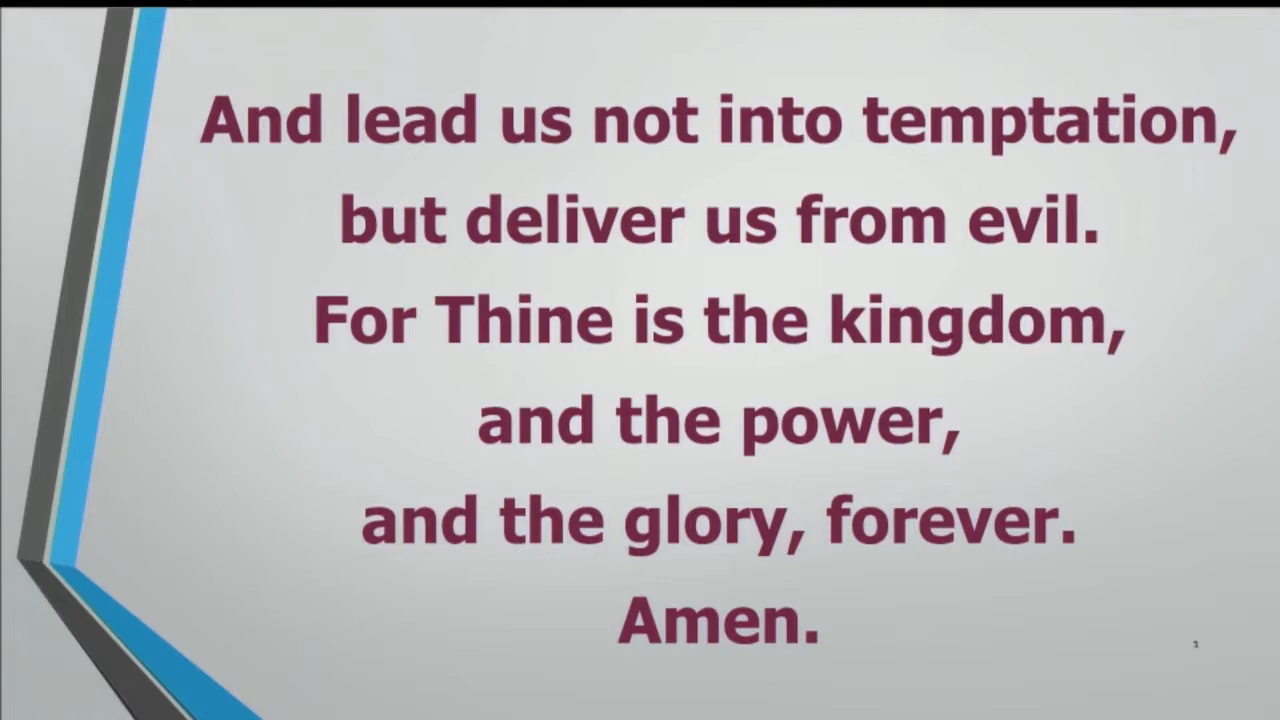 And lead us not into temptation,
but deliver us from evil.
For Thine is the kingdom,
and the power,
and the glory, forever.
Amen.
1